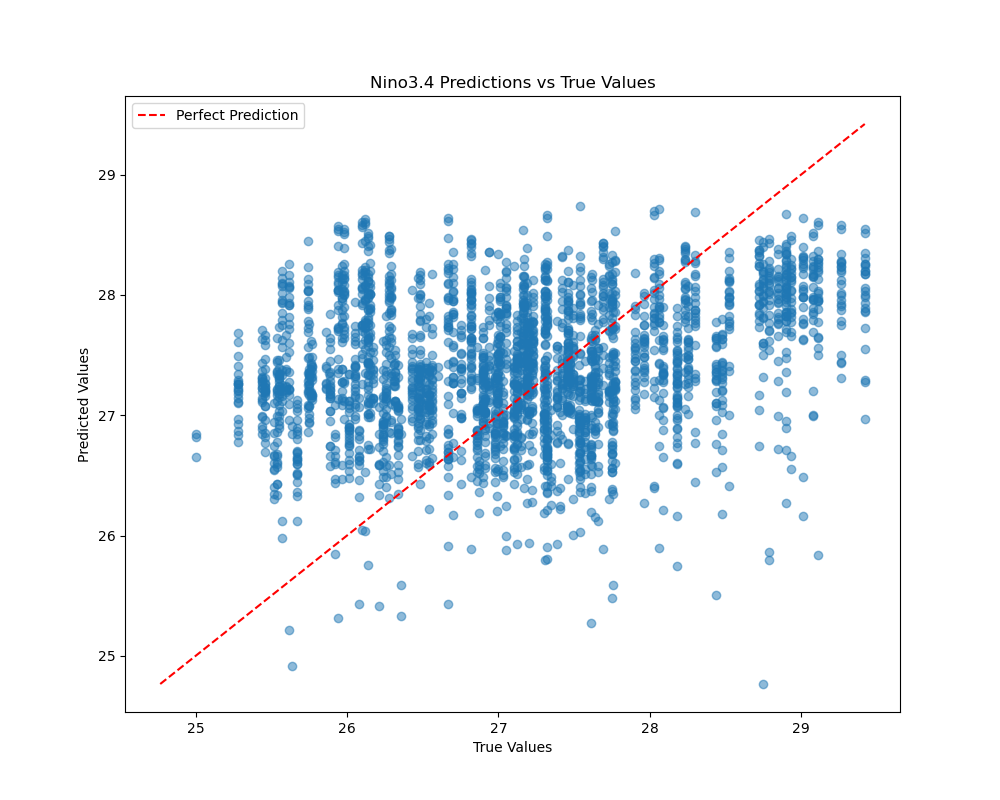 Nino3.4 Predictions vs True Values
Perfect Prediction
29
28
27
26
25
Predicted Values
25 26 27 28 29
True Values